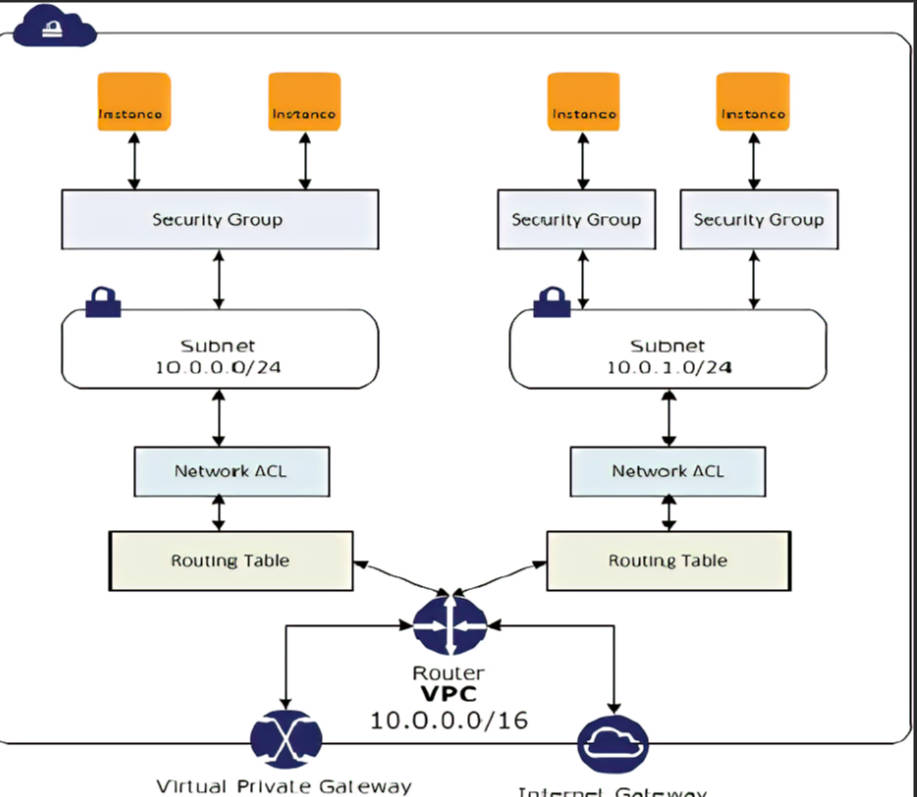 Instance
Instance
Instance
Instance
Security Group
Security Group
Security Group
Subnet
10.0.0.0/24
Subnet
10.0.1.0/24
Network ACL
Network ACL
Routing Table
Routing Table
Router
VPC
10.0.0.0/16
Virtual Private Gateway
Internet Gateway